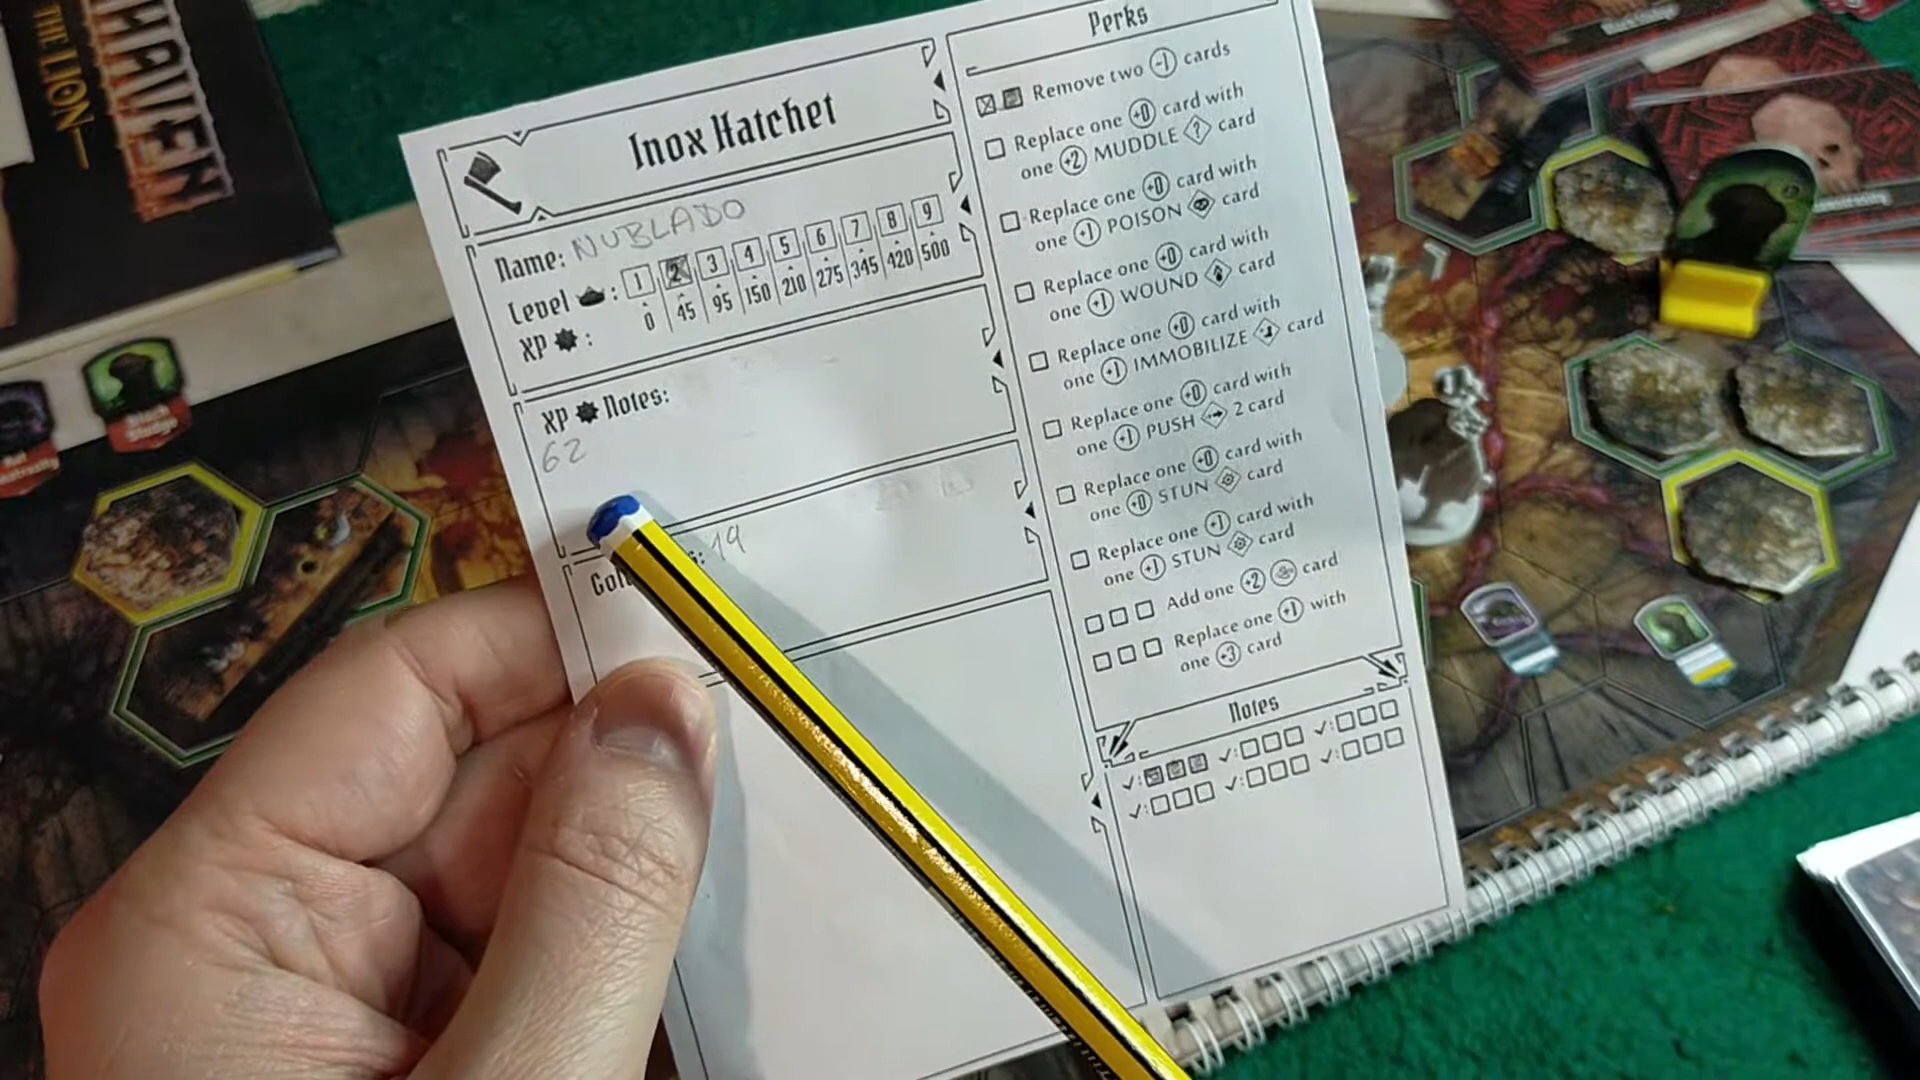 HAVEN
THE LION
Inox Hatchet
Name: NUBLADO
Level : 1 2 3 4 5 6 7 8 9
XP : 0 45 95 150 210 275 345 420 500
XP Notes:
62
Gol s: 19
Perks
Remove two -1 cards
Replace one +0 card with
one +2 MUDDLE ? card
Replace one +0 card with
one +1 POISON card
Replace one +0 card with
one +1 WOUND card
Replace one +0 card with
one +1 IMMOBILIZE card
Replace one +0 card with
one +1 PUSH 2 card
Replace one +0 card with
one +0 STUN card
Replace one +1 card with
one +1 STUN card
Add one +2 card
Replace one +1 with
one +3 card
Notes
✓: ✓: ✓:
✓: ✓: ✓:
Black
Sludge